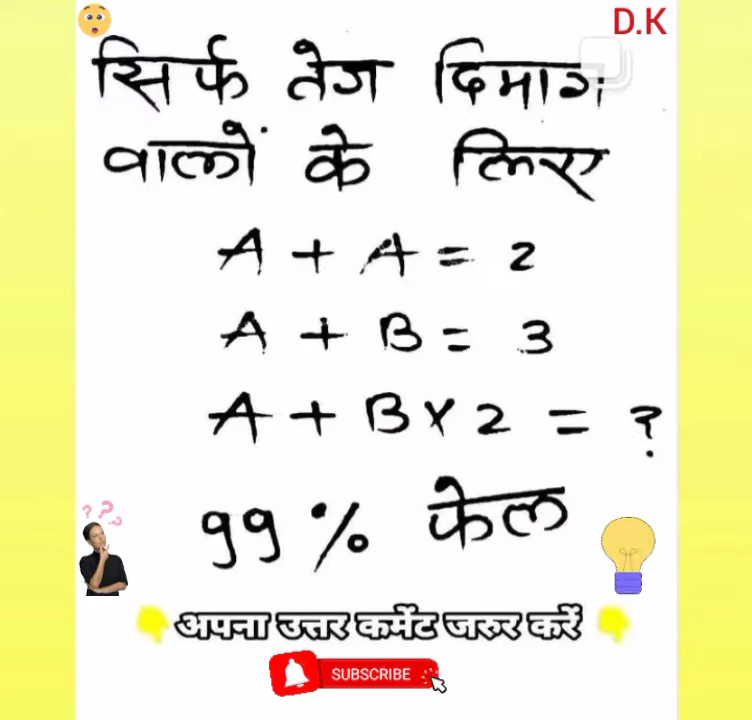 D.K
सिर्फ तेज दिमाग
वालों के लिए
A + A = 2
A + B = 3
A + B × 2 = ?
99 % फेल
? ? ?
अपना उत्तर कमेंट जरुर करें
SUBSCRIBE